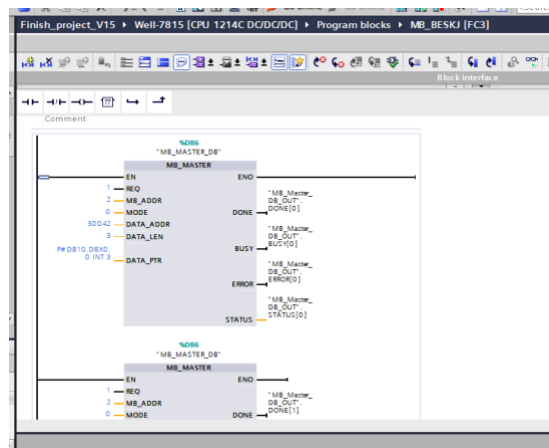 Finish_project_V15 ▸ Well-7815 [CPU 1214C DC/DC/DC] ▸ Program blocks ▸ MB_BESKJ [FC3]
Block interface
Comment
%DB6
"MB_MASTER_DB"
MB_MASTER
EN ENO
1 REQ
2 MB_ADDR
0 MODE
30042 DATA_ADDR
3 DATA_LEN
P#DB10.DBX0.
0 INT 3 DATA_PTR
DONE "MB_Master_
DB_OUT".
DONE[0]
BUSY "MB_Master_
DB_OUT".
BUSY[0]
ERROR "MB_Master_
DB_OUT".
ERROR[0]
STATUS "MB_Master_
DB_OUT".
STATUS[0]
%DB6
"MB_MASTER_DB"
MB_MASTER
EN ENO
1 REQ
2 MB_ADDR
0 MODE
DONE "MB_Master_
DB_OUT".
DONE[1]